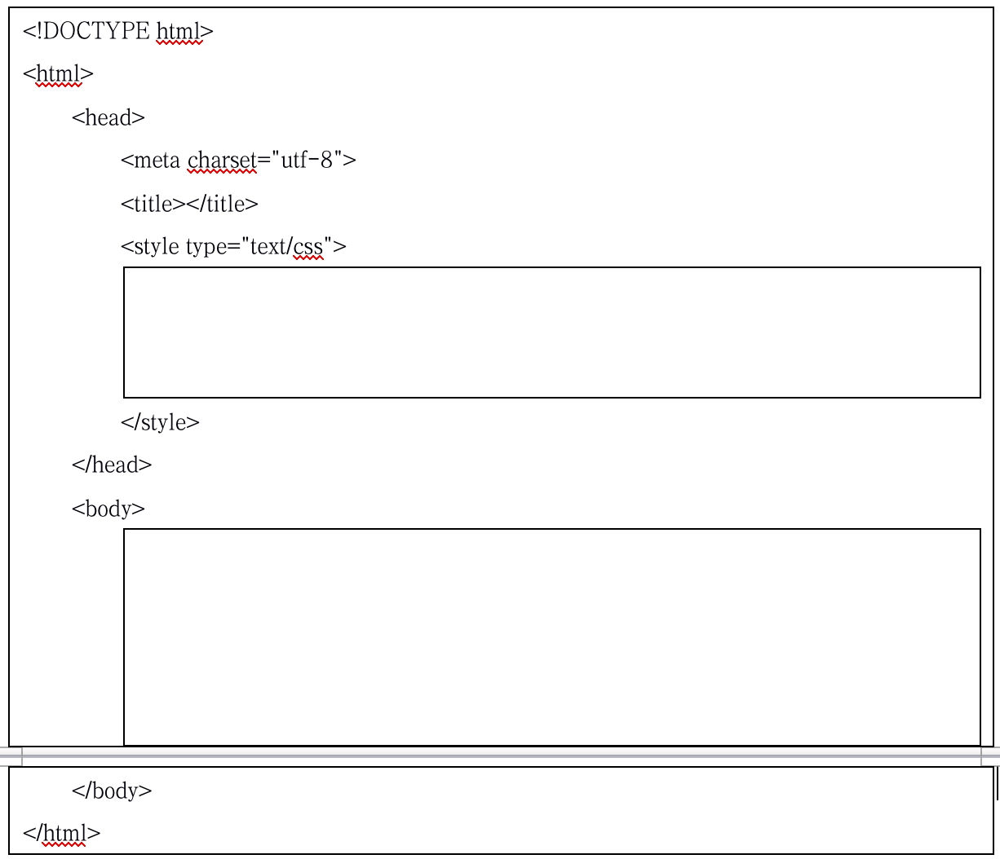 <!DOCTYPE html>
<html>
<head>
<meta charset="utf-8">
<title></title>
<style type="text/css">
</style>
</head>
<body>
</body>
</html>